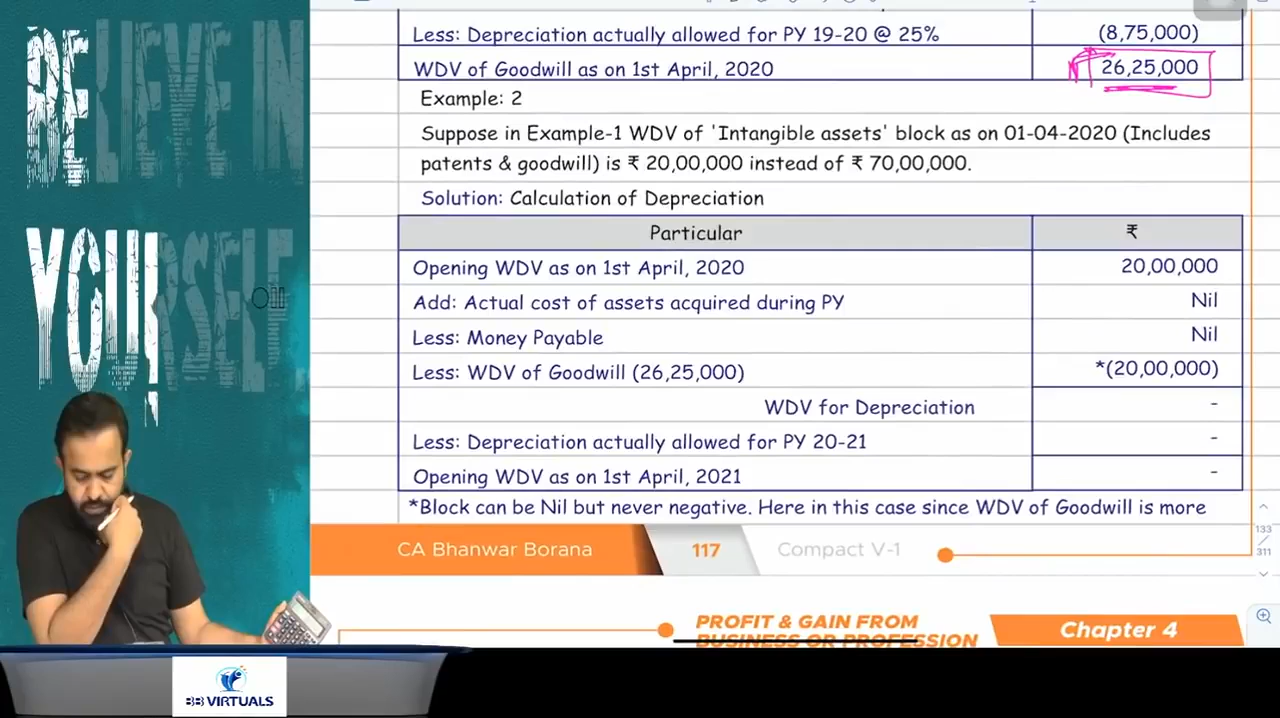 BELIEVE IN
YOURSELF
Less: Depreciation actually allowed for PY 19-20 @ 25% (8,75,000)
WDV of Goodwill as on 1st April, 2020 26,25,000
Example: 2
Suppose in Example-1 WDV of 'Intangible assets' block as on 01-04-2020 (Includes
patents & goodwill) is ₹ 20,00,000 instead of ₹ 70,00,000.
Solution: Calculation of Depreciation
Particular ₹
Opening WDV as on 1st April, 2020 20,00,000
Add: Actual cost of assets acquired during PY Nil
Less: Money Payable Nil
Less: WDV of Goodwill (26,25,000) *(20,00,000)
WDV for Depreciation -
Less: Depreciation actually allowed for PY 20-21 -
Opening WDV as on 1st April, 2021 -
*Block can be Nil but never negative. Here in this case since WDV of Goodwill is more
CA Bhanwar Borana 117 Compact V-1
133
/
311
PROFIT & GAIN FROM
BUSINESS OR PROFESSION
Chapter 4
BB VIRTUALS